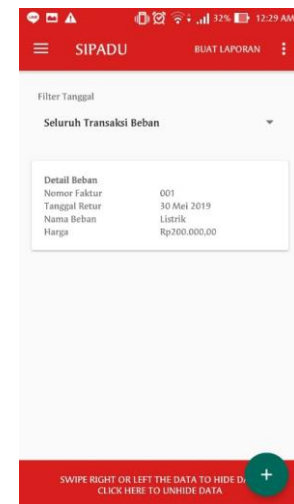 32% 12:29 AM
SIPADU BUAT LAPORAN
Filter Tanggal
Seluruh Transaksi Beban
Detail Beban
Nomor Faktur 001
Tanggal Retur 30 Mei 2019
Nama Beban Listrik
Harga Rp200.000,00
SWIPE RIGHT OR LEFT THE DATA TO HIDE
CLICK HERE TO UNHIDE DATA
+